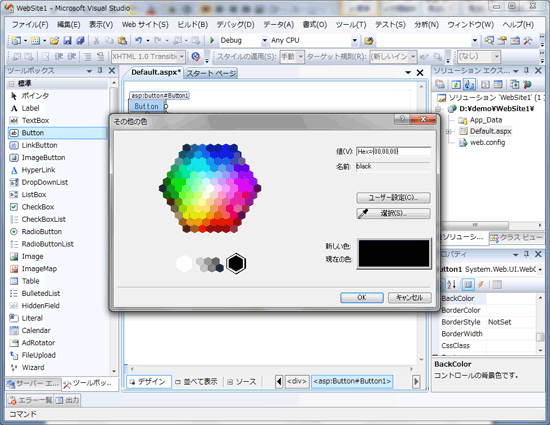 WebSite1 - Microsoft Visual Studio
ファイル(F) 編集(E) 表示(V) Web サイト(S) ビルド(B) デバッグ(D) データ(A) 書式(O) ツール(T) テスト(S) 分析(N) ウィンドウ(W) ヘルプ(H)
Debug Any CPU
XHTML 1.0 Transitio スタイルの適用(S): 手動 ターゲット規則(R): (新しいイン (なし)
ツールボックス
標準
ポインタ
Label
TextBox
Button
LinkButton
ImageButton
HyperLink
DropDownList
ListBox
CheckBox
CheckBoxList
RadioButton
RadioButtonList
Image
ImageMap
Table
BulletedList
HiddenField
Literal
Calendar
AdRotator
FileUpload
Wizard
サーバー エ... ツールボッ...
Default.aspx* スタート ページ
asp:button#Button1
Button
その他の色
値(V): Hex={00,00,00}
名前: black
ユーザー設定(C)...
選択(S)...
新しい色:
現在の色:
OK キャンセル
デザイン 並べて表示 ソース <div> <asp:Button#Button1>
ソリューション エクス...
ソリューション 'WebSite1'
D:¥demo¥WebSite1¥
App_Data
Default.aspx
web.config
ソリューション... クラス ビュー
ロパティ
utton1 System.Web.UI.WebCo
BackColor
BorderColor
BorderStyle NotSet
BorderWidth
CssClass
BackColor
コントロールの背景色です。
エラー一覧 出力
コマンド